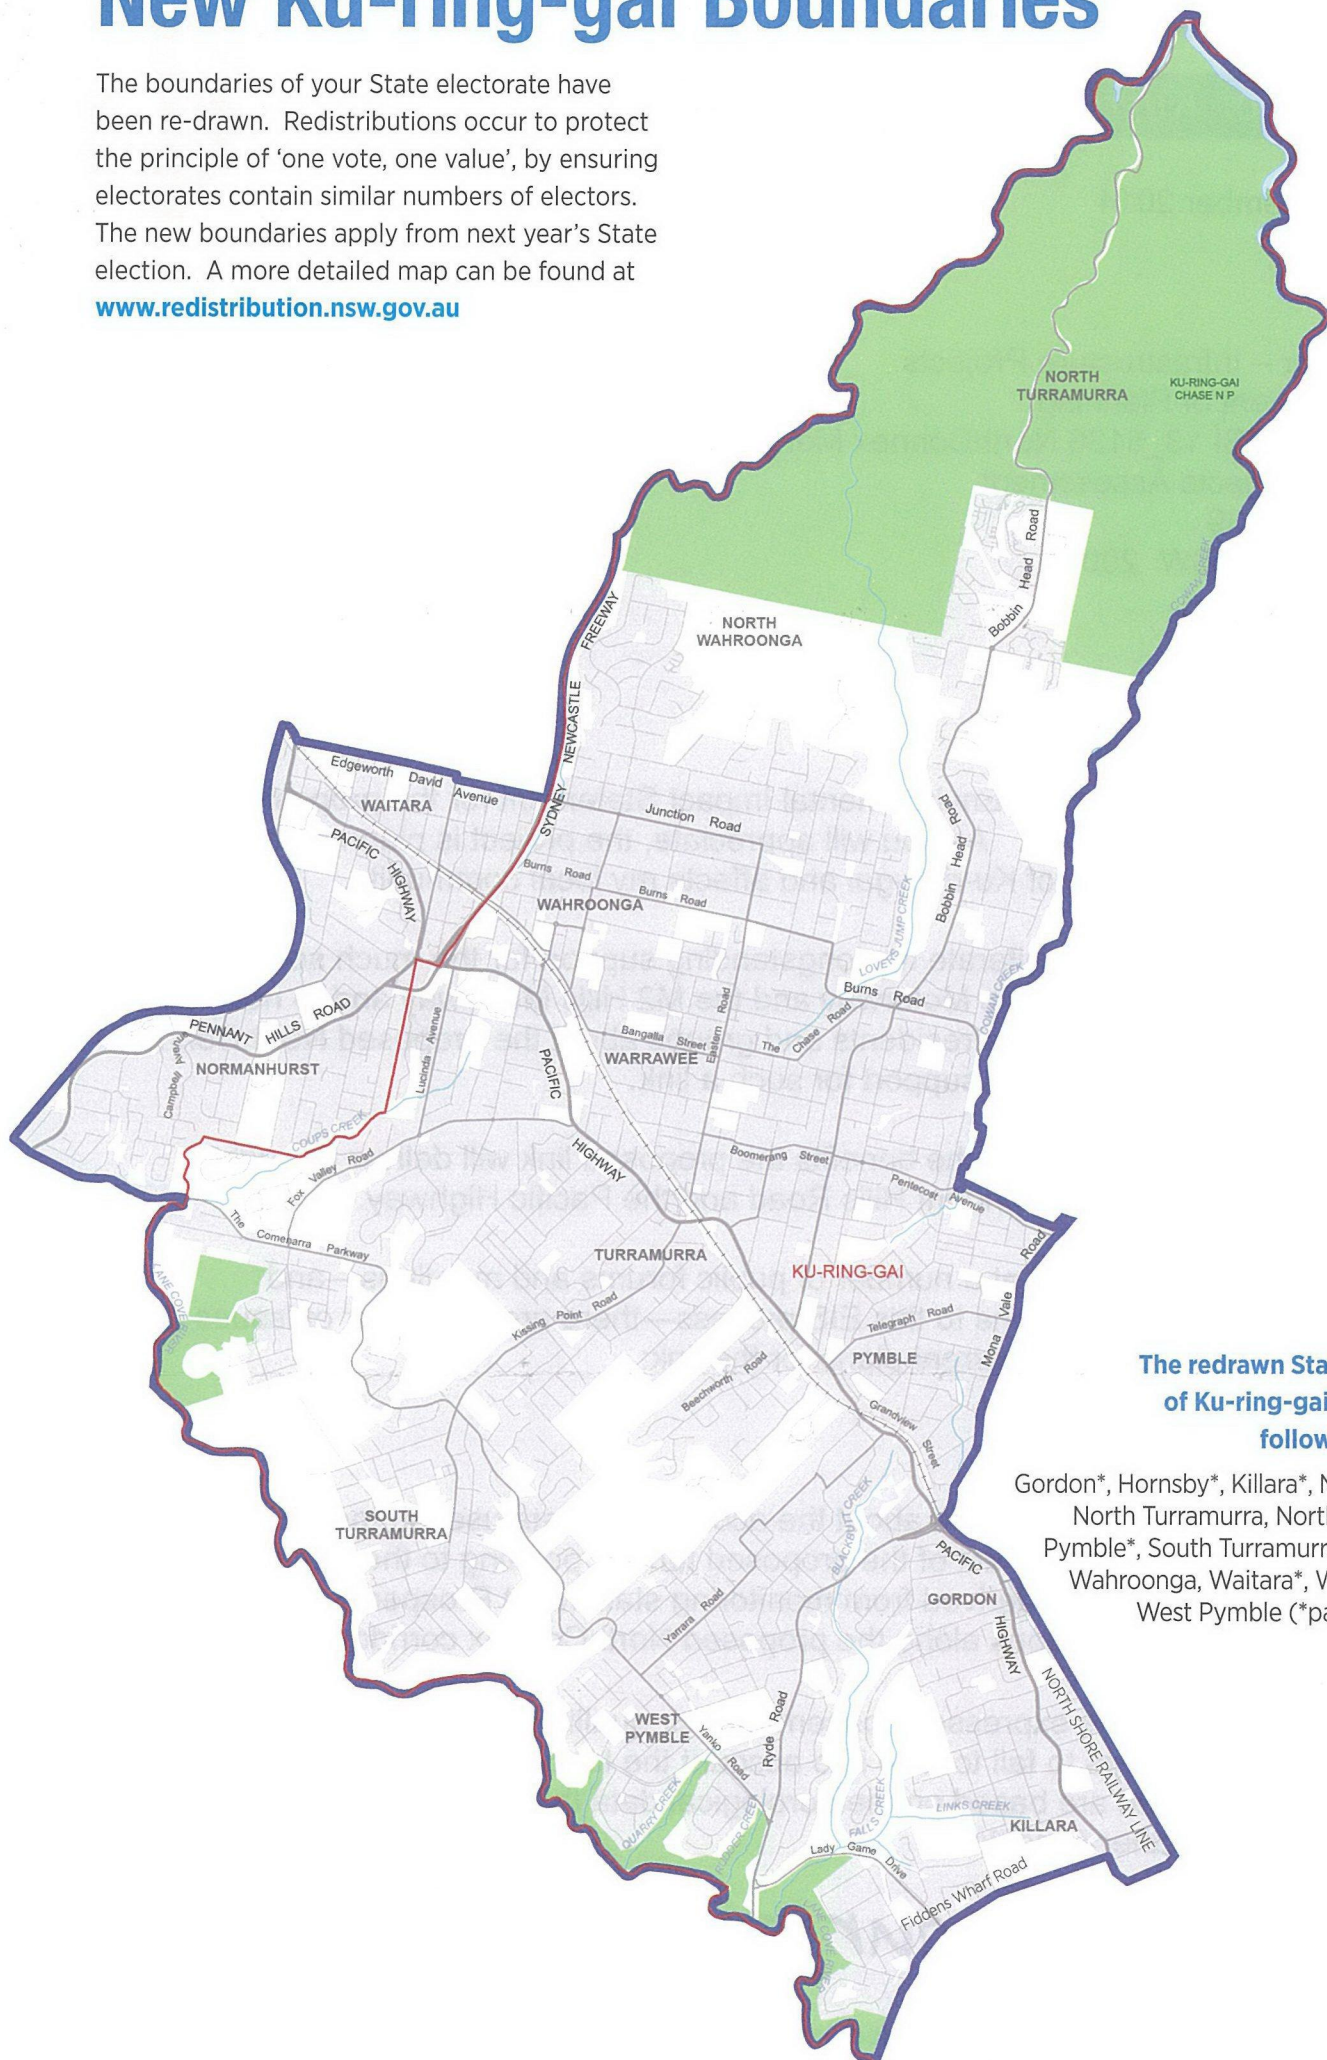 New Ku-ring-gai Boundaries
The boundaries of your State electorate have
been re-drawn. Redistributions occur to protect
the principle of ‘one vote, one value’, by ensuring
electorates contain similar numbers of electors.
The new boundaries apply from next year’s State
election. A more detailed map can be found at
www.redistribution.nsw.gov.au
NORTH
TURRAMURRA
KU-RING-GAI
CHASE N P
Bobbin Head Road
COWAN CREEK
NORTH
WAHROONGA
SYDNEY NEWCASTLE FREEWAY
Edgeworth David Avenue
WAITARA
PACIFIC HIGHWAY
Junction Road
Burns Road
Burns Road
WAHROONGA
Bobbin Head Road
LOVERS JUMP CREEK
COWAN CREEK
Burns Road
PENNANT HILLS ROAD
NORMANHURST
Campbell Avenue
Lucinda Avenue
COUPS CREEK
PACIFIC HIGHWAY
Bangalla Street
WARRAWEE
Eastern Road
The Chase Road
Boomerang Street
Pentecost Avenue
Fox Valley Road
The Comenarra Parkway
LANE COVE RIVER
TURRAMURRA
KU-RING-GAI
Kissing Point Road
Telegraph Road
Mona Vale Road
PYMBLE
Beechworth Road
Grandview Street
The redrawn Sta
of Ku-ring-gai
follow
Gordon*, Hornsby*, Killara*, N
North Turramurra, North
Pymble*, South Turramurr
Wahroonga, Waitara*, W
West Pymble (*pa
SOUTH
TURRAMURRA
BLACKBUTT CREEK
PACIFIC HIGHWAY
GORDON
Yarrara Road
NORTH SHORE RAILWAY LINE
WEST
PYMBLE
Yanko Road
Ryde Road
QUARRY CREEK
FALLS CREEK
LINKS CREEK
KILLARA
Lady Game Drive
Fiddens Wharf Road
LANE COVE RIVER